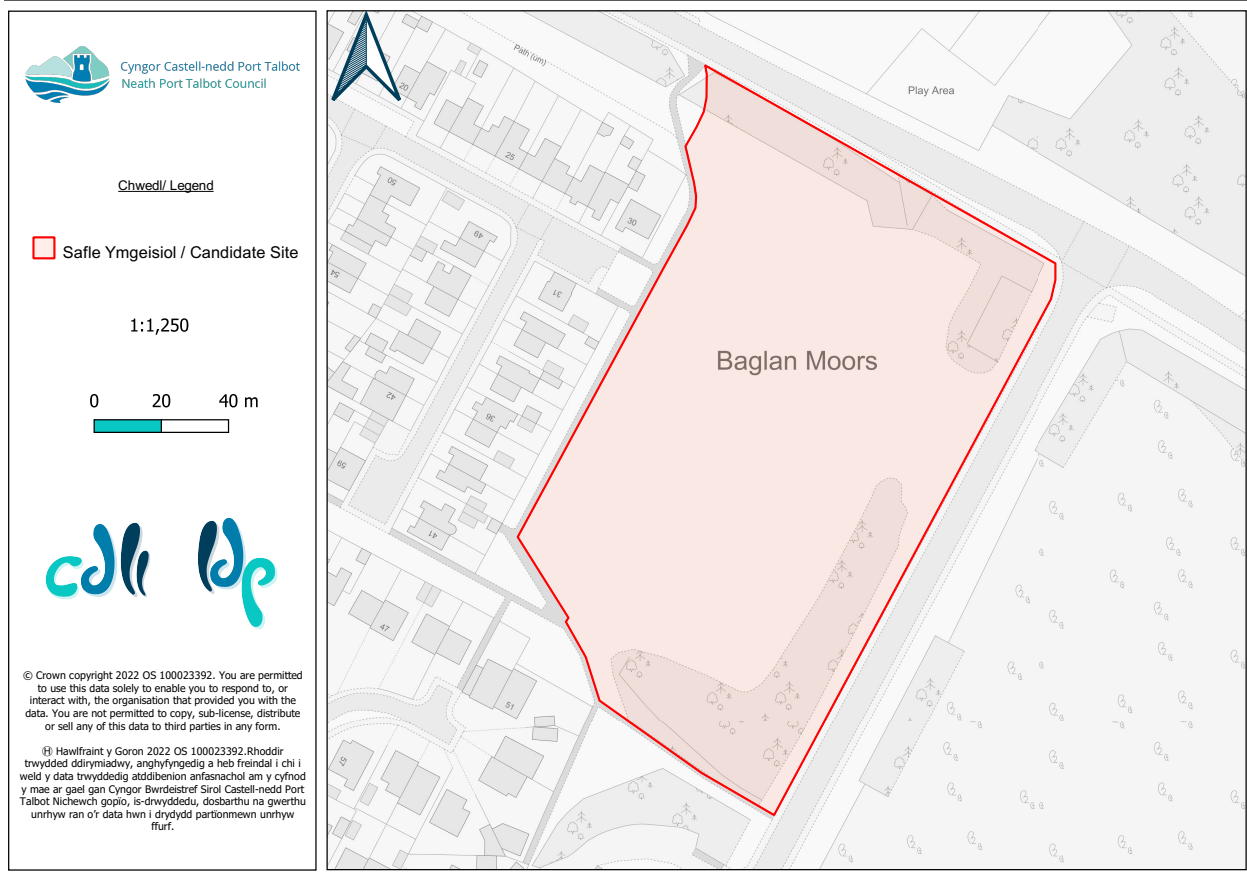 Cyngor Castell-nedd Port Talbot
Neath Port Talbot Council
Chwedl/ Legend
Safle Ymgeisiol / Candidate Site
1:1,250
0 20 40 m
cdll ldp
© Crown copyright 2022 OS 100023392. You are permitted
to use this data solely to enable you to respond to, or
interact with, the organisation that provided you with the
data. You are not permitted to copy, sub-license, distribute
or sell any of this data to third parties in any form.
Ⓗ Hawlfraint y Goron 2022 OS 100023392.Rhoddir
trwydded ddirymiadwy, anghyfyngedig a heb freindal i chi i
weld y data trwyddedig atddibenion anfasnachol am y cyfnod
y mae ar gael gan Cyngor Bwrdeistref Sirol Castell-nedd Port
Talbot Nichewch gopïo, is-drwyddedu, dosbarthu na gwerthu
unrhyw ran o'r data hwn i drydydd partïonmewn unrhyw
ffurf.
Path (um)
Play Area
20
25
30
50
49
54
31
Baglan Moors
42
36
59
41
47
51
57